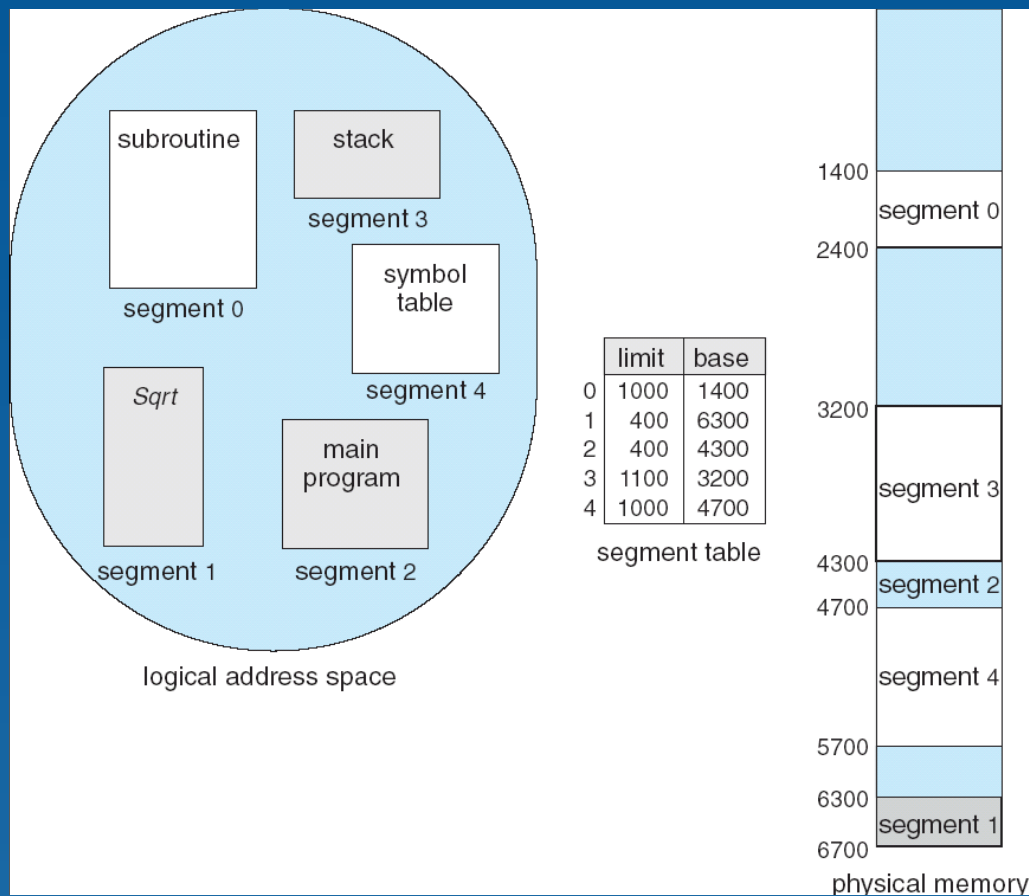 subroutine
segment 0
stack
segment 3
symbol
table
segment 4
Sqrt
segment 1
main
program
segment 2
logical address space
limit base
0 1000 1400
1 400 6300
2 400 4300
3 1100 3200
4 1000 4700
segment table
1400
segment 0
2400
3200
segment 3
4300
segment 2
4700
segment 4
5700
6300
segment 1
6700
physical memory